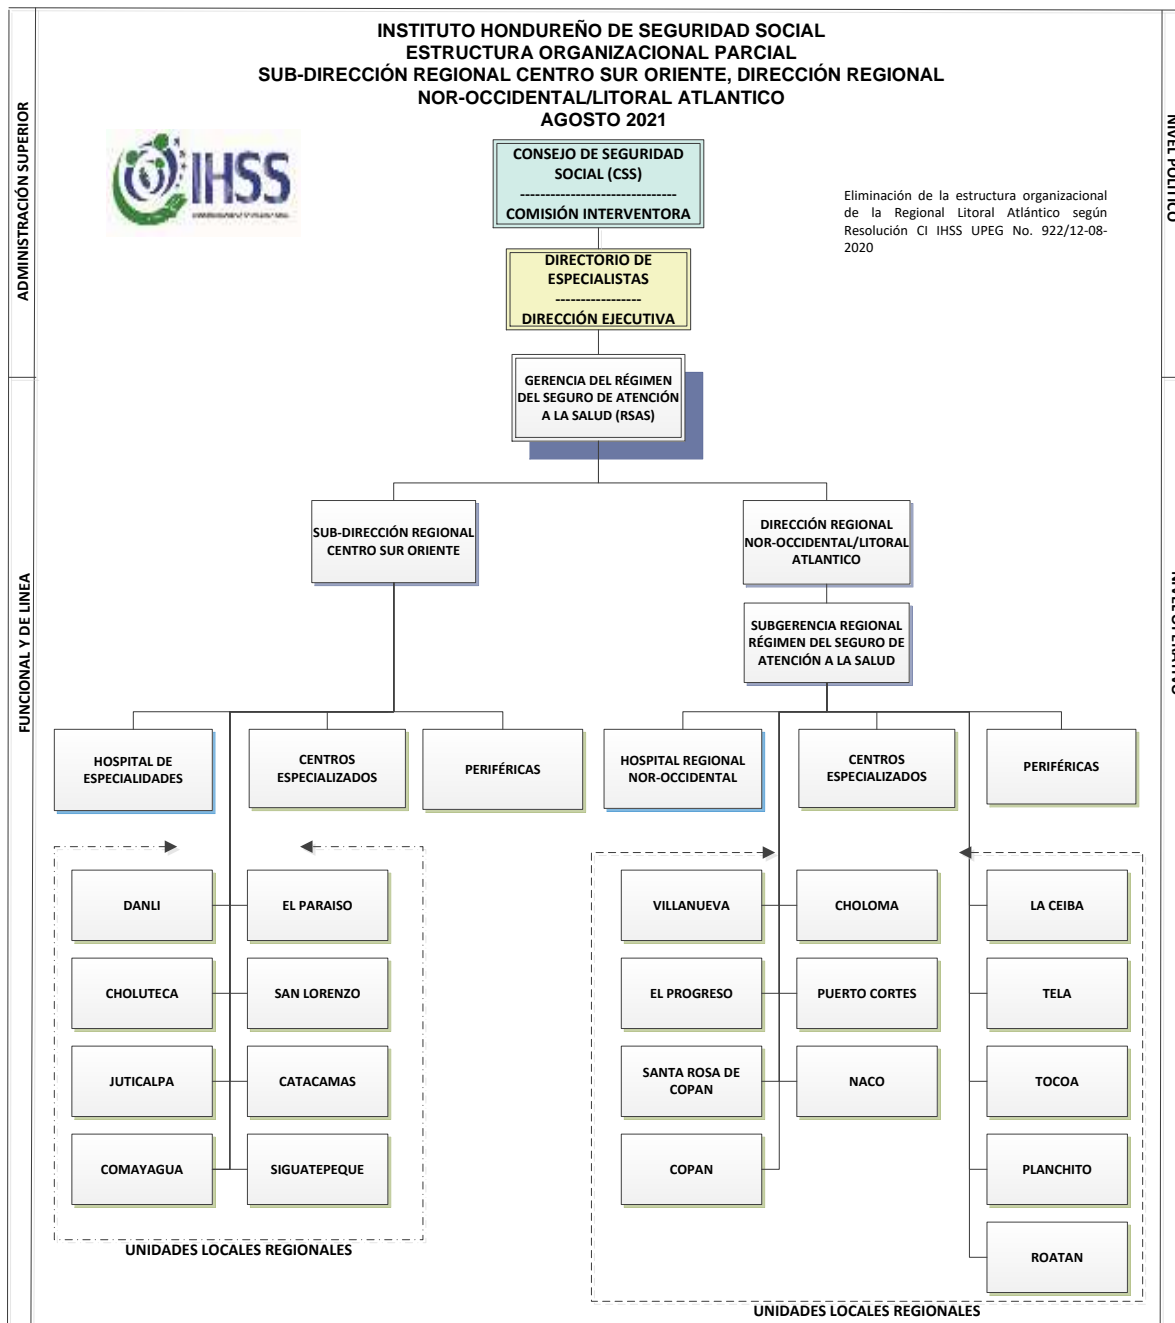 INSTITUTO HONDUREÑO DE SEGURIDAD SOCIAL
ESTRUCTURA ORGANIZACIONAL PARCIAL
SUB-DIRECCIÓN REGIONAL CENTRO SUR ORIENTE, DIRECCIÓN REGIONAL
NOR-OCCIDENTAL/LITORAL ATLANTICO
AGOSTO 2021
ADMINISTRACIÓN SUPERIOR
NIVEL POLÍTICO
IHSS
CONSEJO DE SEGURIDAD
SOCIAL (CSS)
-------------------------------
COMISIÓN INTERVENTORA
Eliminación de la estructura organizacional
de la Regional Litoral Atlántico según
Resolución CI IHSS UPEG No. 922/12-08-
2020
DIRECTORIO DE
ESPECIALISTAS
-----------------
DIRECCIÓN EJECUTIVA
GERENCIA DEL RÉGIMEN
DEL SEGURO DE ATENCIÓN
A LA SALUD (RSAS)
FUNCIONAL Y DE LINEA
NIVEL OPERATIVO
SUB-DIRECCIÓN REGIONAL
CENTRO SUR ORIENTE
DIRECCIÓN REGIONAL
NOR-OCCIDENTAL/LITORAL
ATLANTICO
SUBGERENCIA REGIONAL
RÉGIMEN DEL SEGURO DE
ATENCIÓN A LA SALUD
HOSPITAL DE
ESPECIALIDADES
CENTROS
ESPECIALIZADOS
PERIFÉRICAS
HOSPITAL REGIONAL
NOR-OCCIDENTAL
CENTROS
ESPECIALIZADOS
PERIFÉRICAS
DANLI
EL PARAISO
CHOLUTECA
SAN LORENZO
JUTICALPA
CATACAMAS
COMAYAGUA
SIGUATEPEQUE
UNIDADES LOCALES REGIONALES
VILLANUEVA
CHOLOMA
LA CEIBA
EL PROGRESO
PUERTO CORTES
TELA
SANTA ROSA DE
COPAN
NACO
TOCOA
COPAN
PLANCHITO
ROATAN
UNIDADES LOCALES REGIONALES